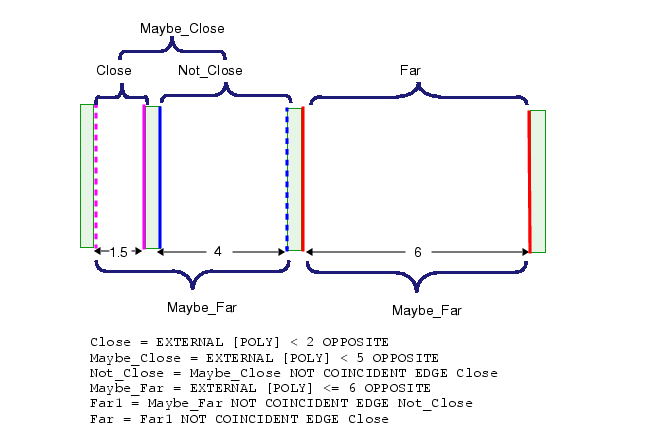 Maybe_Close
Close
Not_Close
Far
1.5
4
6
Maybe_Far
Maybe_Far
Close = EXTERNAL [POLY] < 2 OPPOSITE
Maybe_Close = EXTERNAL [POLY] < 5 OPPOSITE
Not_Close = Maybe_Close NOT COINCIDENT EDGE Close
Maybe_Far = EXTERNAL [POLY] <= 6 OPPOSITE
Far1 = Maybe_Far NOT COINCIDENT EDGE Not_Close
Far = Far1 NOT COINCIDENT EDGE Close